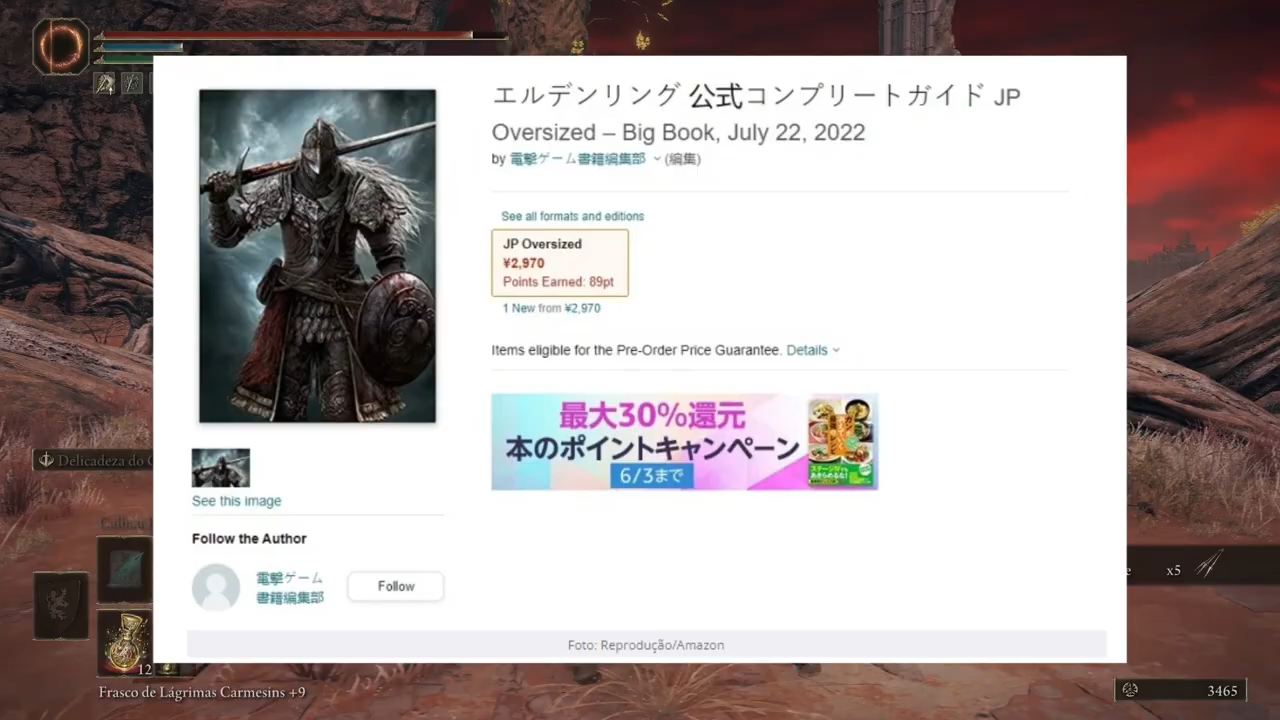 エルデンリング 公式コンプリートガイド JP
Oversized – Big Book, July 22, 2022
by 電撃ゲーム書籍編集部 (編集)
See all formats and editions
JP Oversized
¥2,970
Points Earned: 89pt
1 New from ¥2,970
Items eligible for the Pre-Order Price Guarantee. Details
最大30%還元
本のポイントキャンペーン
6/3まで
See this image
Follow the Author
電撃ゲーム
書籍編集部
Follow
Foto: Reprodução/Amazon
Delicadeza do
x5
12
Frasco de Lágrimas Carmesins +9
3465